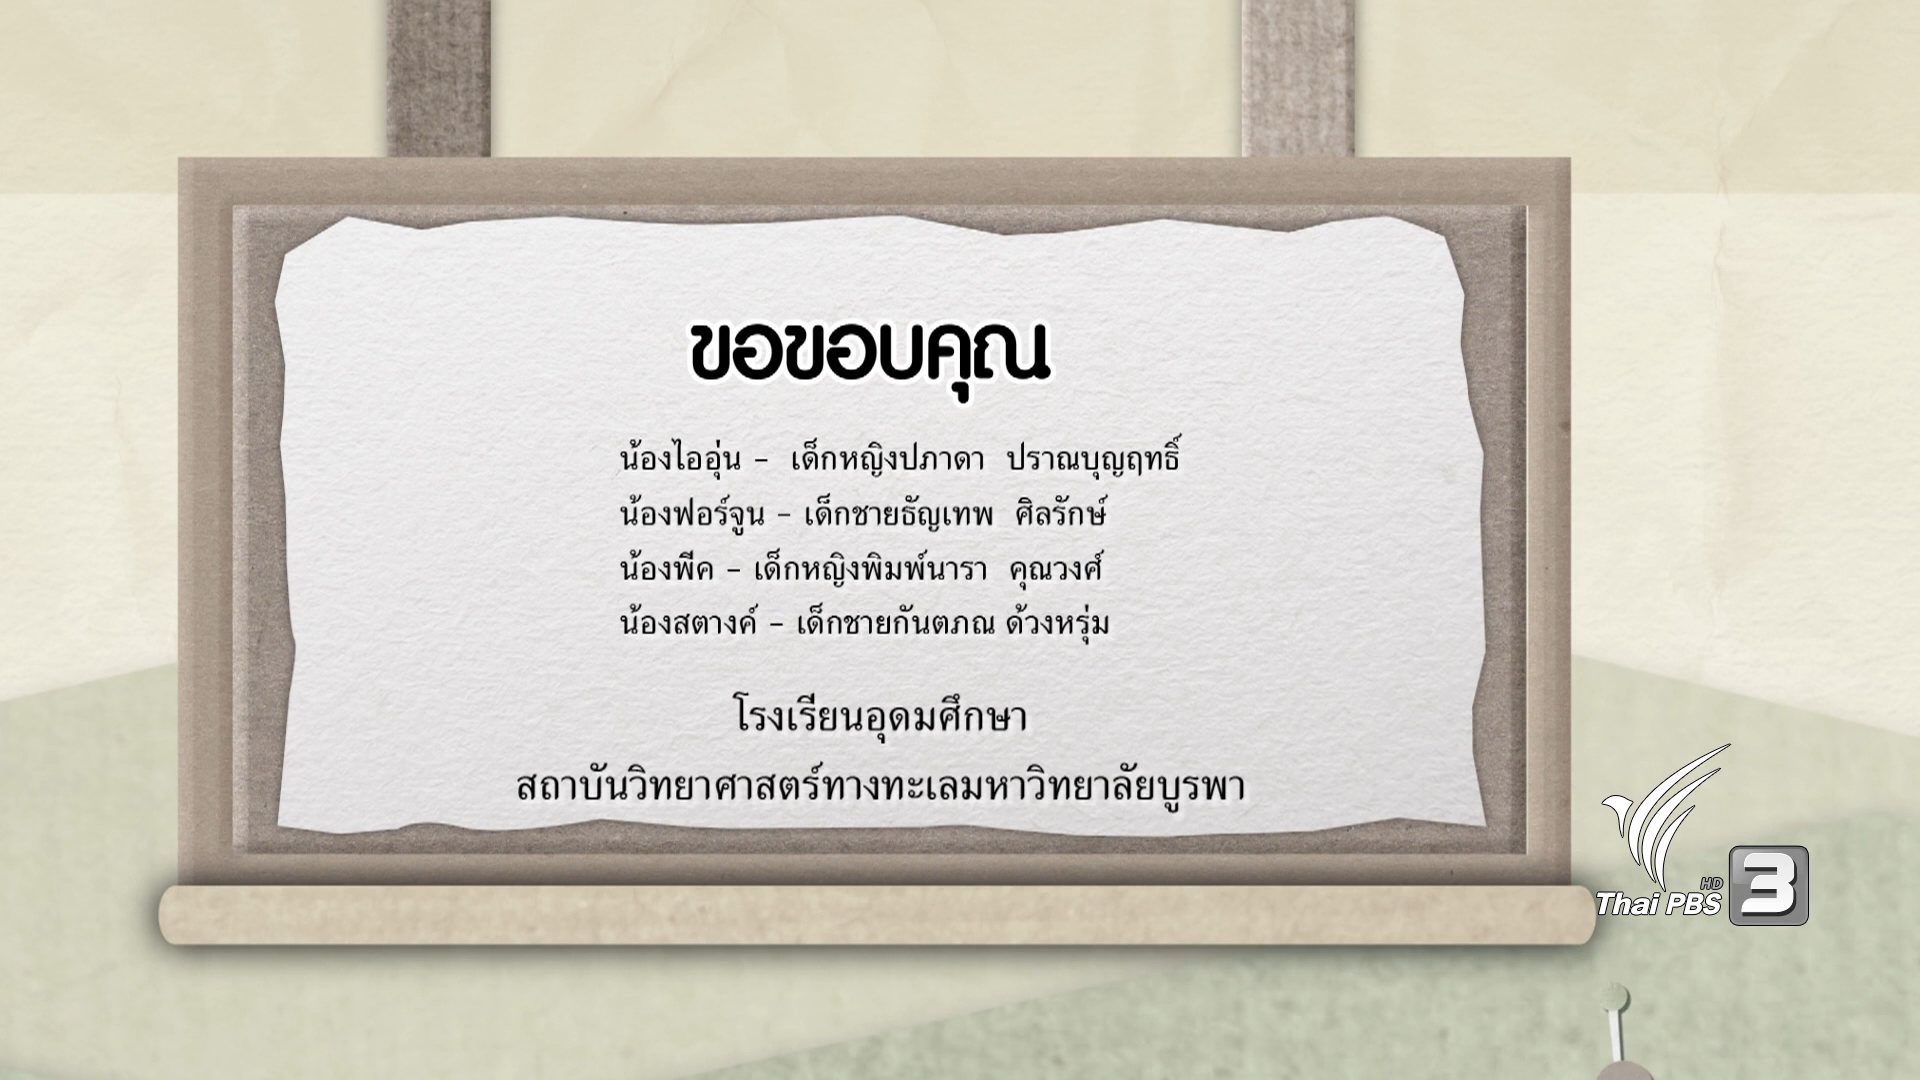 ขอขอบคุณ
น้องไออุ่น - เด็กหญิงปภาดา ปราณบุญฤทธิ์
น้องฟอร์จูน - เด็กชายธัญเทพ ศิลรักษ์
น้องพีค - เด็กหญิงพิมพ์นารา คุณวงศ์
น้องสตางค์ - เด็กชายกันตภณ ด้วงหรุ่ม
โรงเรียนอุดมศึกษา
สถาบันวิทยาศาสตร์ทางทะเลมหาวิทยาลัยบูรพา
HD
Thai PBS 3